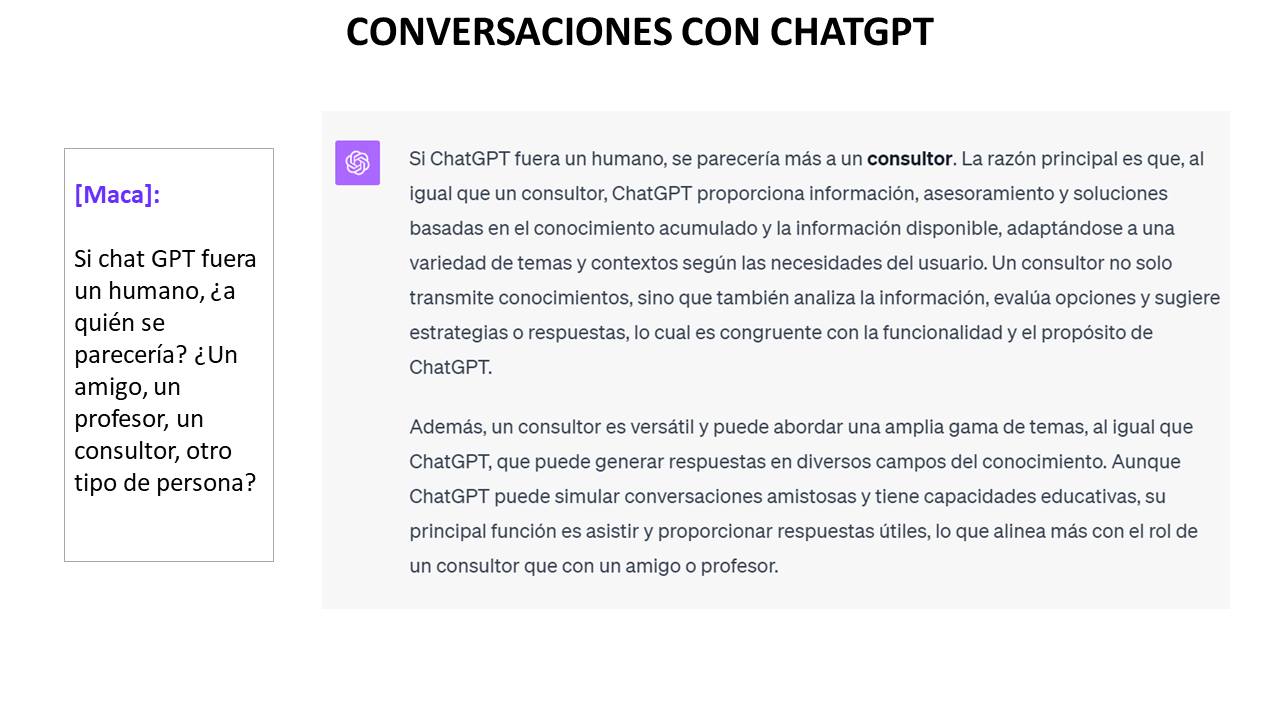 CONVERSACIONES CON CHATGPT
[Maca]:
Si chat GPT fuera
un humano, ¿a
quién se
parecería? ¿Un
amigo, un
profesor, un
consultor, otro
tipo de persona?
Si ChatGPT fuera un humano, se parecería más a un consultor. La razón principal es que, al
igual que un consultor, ChatGPT proporciona información, asesoramiento y soluciones
basadas en el conocimiento acumulado y la información disponible, adaptándose a una
variedad de temas y contextos según las necesidades del usuario. Un consultor no solo
transmite conocimientos, sino que también analiza la información, evalúa opciones y sugiere
estrategias o respuestas, lo cual es congruente con la funcionalidad y el propósito de
ChatGPT.
Además, un consultor es versátil y puede abordar una amplia gama de temas, al igual que
ChatGPT, que puede generar respuestas en diversos campos del conocimiento. Aunque
ChatGPT puede simular conversaciones amistosas y tiene capacidades educativas, su
principal función es asistir y proporcionar respuestas útiles, lo que alinea más con el rol de
un consultor que con un amigo o profesor.